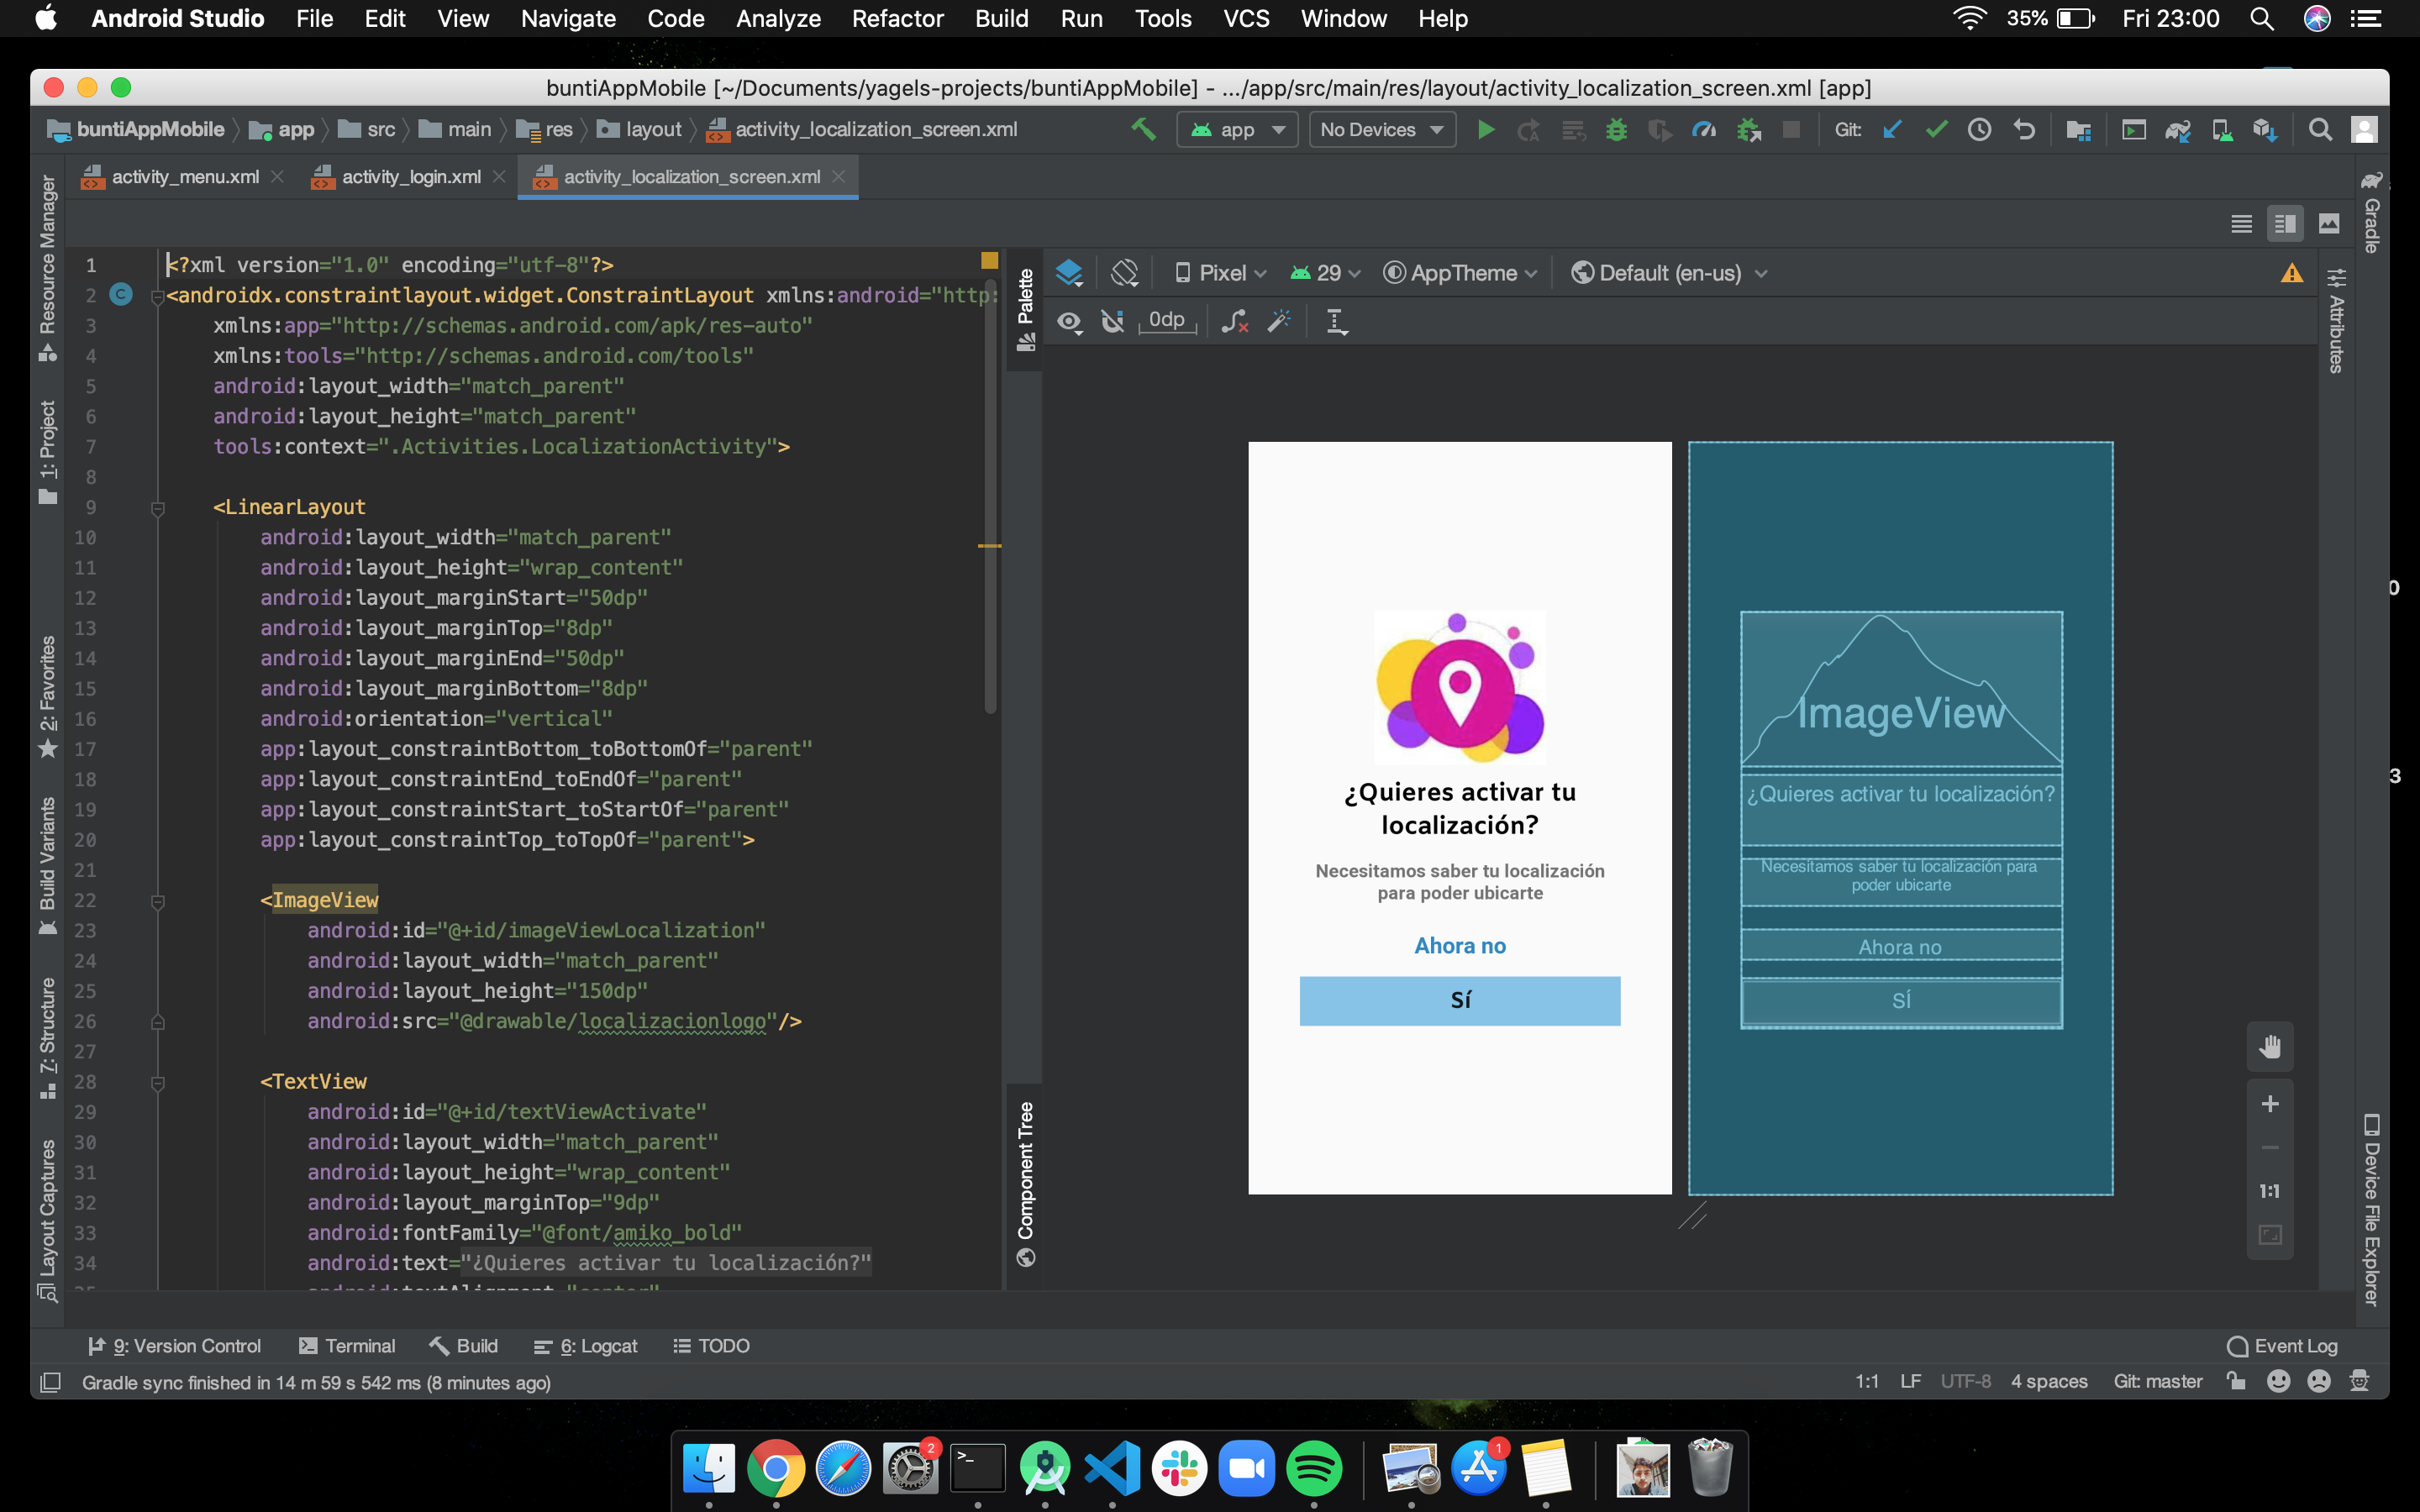 Android Studio File Edit View Navigate Code Analyze Refactor Build Run Tools VCS Window Help 35% Fri 23:00
buntiAppMobile [~/Documents/yagels-projects/buntiAppMobile] - .../app/src/main/res/layout/activity_localization_screen.xml [app]
buntiAppMobile app src main res layout activity_localization_screen.xml app No Devices Git:
activity_menu.xml activity_login.xml activity_localization_screen.xml
1 <?xml version="1.0" encoding="utf-8"?>
2 <androidx.constraintlayout.widget.ConstraintLayout xmlns:android="http:
3 xmlns:app="http://schemas.android.com/apk/res-auto"
4 xmlns:tools="http://schemas.android.com/tools"
5 android:layout_width="match_parent"
6 android:layout_height="match_parent"
7 tools:context=".Activities.LocalizationActivity">
8
9 <LinearLayout
10 android:layout_width="match_parent"
11 android:layout_height="wrap_content"
12 android:layout_marginStart="50dp"
13 android:layout_marginTop="8dp"
14 android:layout_marginEnd="50dp"
15 android:layout_marginBottom="8dp"
16 android:orientation="vertical"
17 app:layout_constraintBottom_toBottomOf="parent"
18 app:layout_constraintEnd_toEndOf="parent"
19 app:layout_constraintStart_toStartOf="parent"
20 app:layout_constraintTop_toTopOf="parent">
21
22 <ImageView
23 android:id="@+id/imageViewLocalization"
24 android:layout_width="match_parent"
25 android:layout_height="150dp"
26 android:src="@drawable/localizacionlogo"/>
27
28 <TextView
29 android:id="@+id/textViewActivate"
30 android:layout_width="match_parent"
31 android:layout_height="wrap_content"
32 android:layout_marginTop="9dp"
33 android:fontFamily="@font/amiko_bold"
34 android:text="¿Quieres activar tu localización?"
35 android:textAlignment="center"
Resource Manager
1: Project
2: Favorites
Build Variants
7: Structure
Layout Captures
Palette
Component Tree
Pixel 29 AppTheme Default (en-us)
0dp
¿Quieres activar tu
localización?
Necesitamos saber tu localización
para poder ubicarte
Ahora no
Sí
ImageView
¿Quieres activar tu localización?
Necesitamos saber tu localización para
poder ubicarte
Ahora no
SÍ
1:1
Gradle
Attributes
Device File Explorer
0
3
9: Version Control Terminal Build 6: Logcat TODO Event Log
Gradle sync finished in 14 m 59 s 542 ms (8 minutes ago) 1:1 LF UTF-8 4 spaces Git: master
2
1